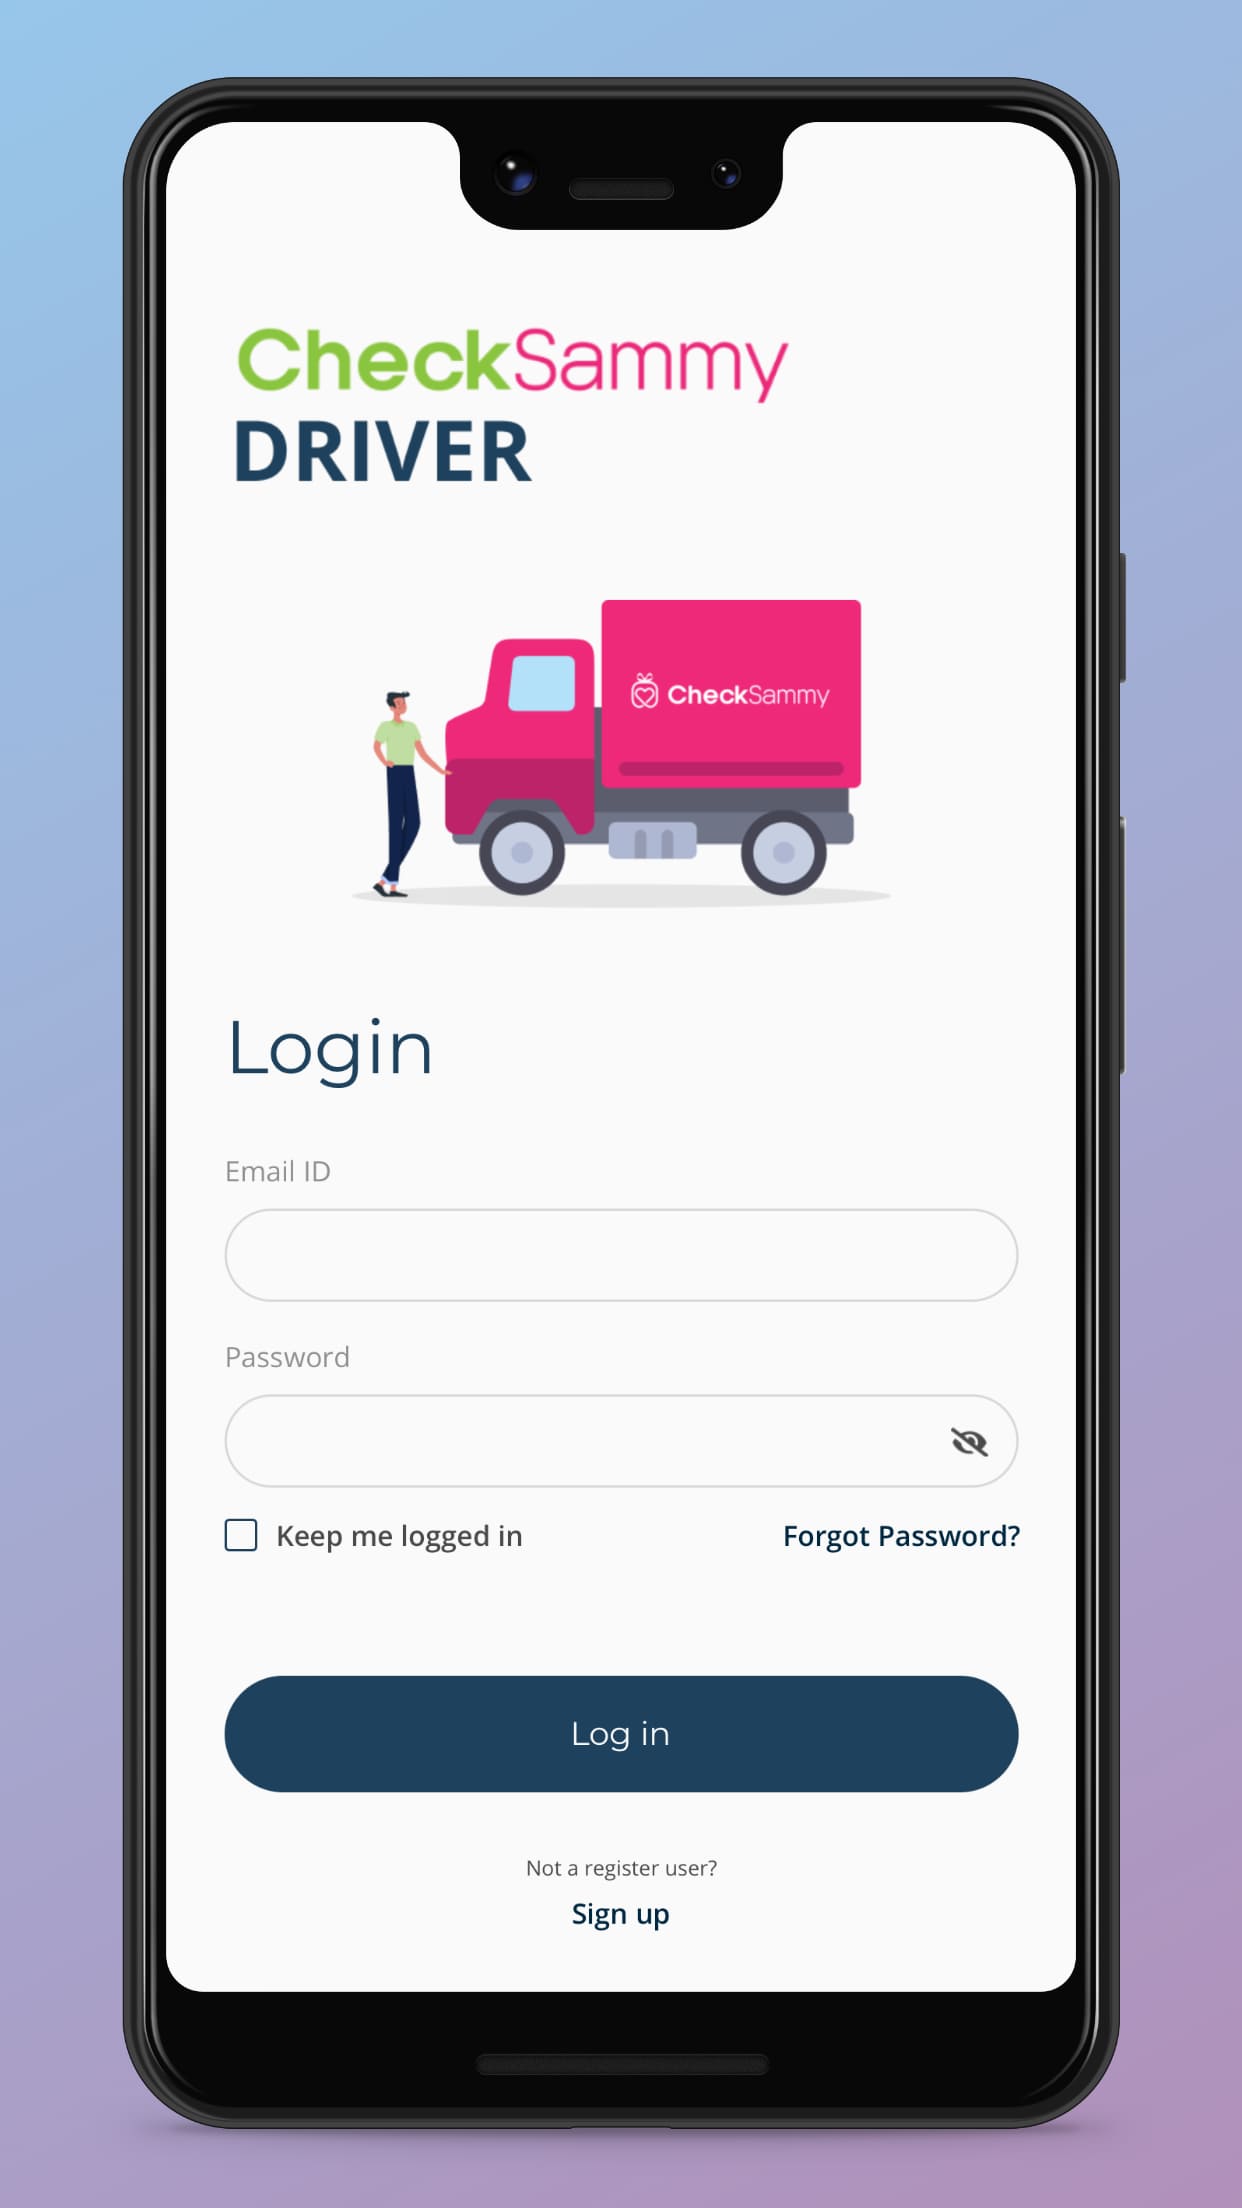 CheckSammy
DRIVER
CheckSammy
Login
Email ID
Password
Keep me logged in
Forgot Password?
Log in
Not a register user?
Sign up